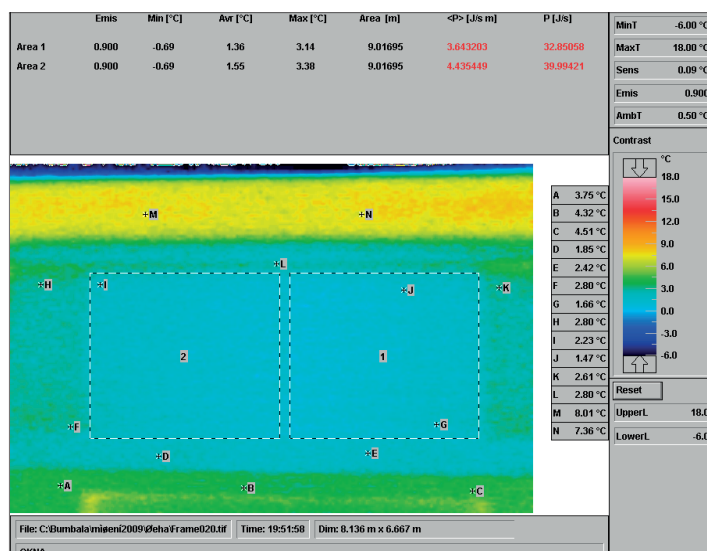 Emis Min [°C] Avr [°C] Max [°C] Area [m] <P> [J/s m] P [J/s]
Area 1 0.900 -0.69 1.36 3.14 9.01695 3.643203 32.85058
Area 2 0.900 -0.69 1.55 3.38 9.01695 4.435449 39.99421
MinT -6.00 °C
MaxT 18.00 °C
Sens 0.09 °C
Emis 0.900
AmbT 0.50 °C
Contrast
°C
18.0
15.0
12.0
9.0
6.0
3.0
0.0
-3.0
-6.0
Reset
UpperL 18.0
LowerL -6.0
A 3.75 °C
B 4.32 °C
C 4.51 °C
D 1.85 °C
E 2.42 °C
F 2.80 °C
G 1.66 °C
H 2.80 °C
I 2.23 °C
J 1.47 °C
K 2.61 °C
L 2.80 °C
M 8.01 °C
N 7.36 °C
+M +N
+L
+H +I +J +K
2 1
+F +G
+D +E
+A +B +C
File: C:\Bumbala\mìøení2009\Øeha\Frame020.tif Time: 19:51:58 Dim: 8.136 m x 6.667 m
OKNA